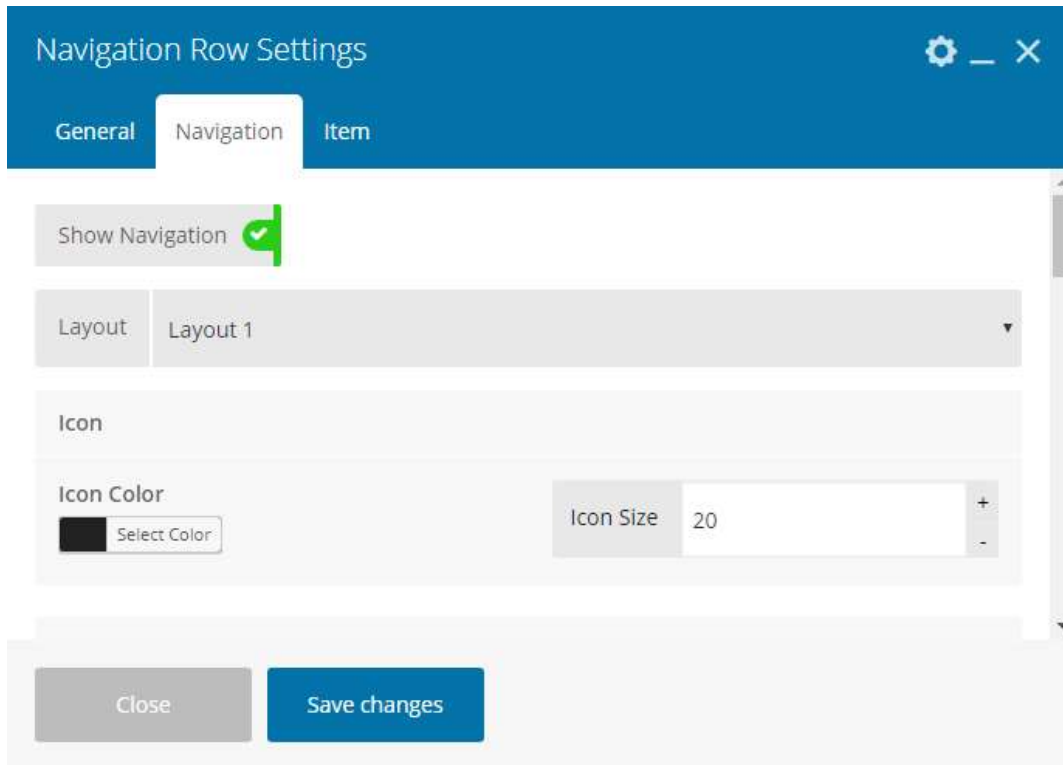 Navigation Row Settings
General Navigation Item
Show Navigation
Layout Layout 1
Icon
Icon Color
Select Color
Icon Size 20
+
-
Close Save changes